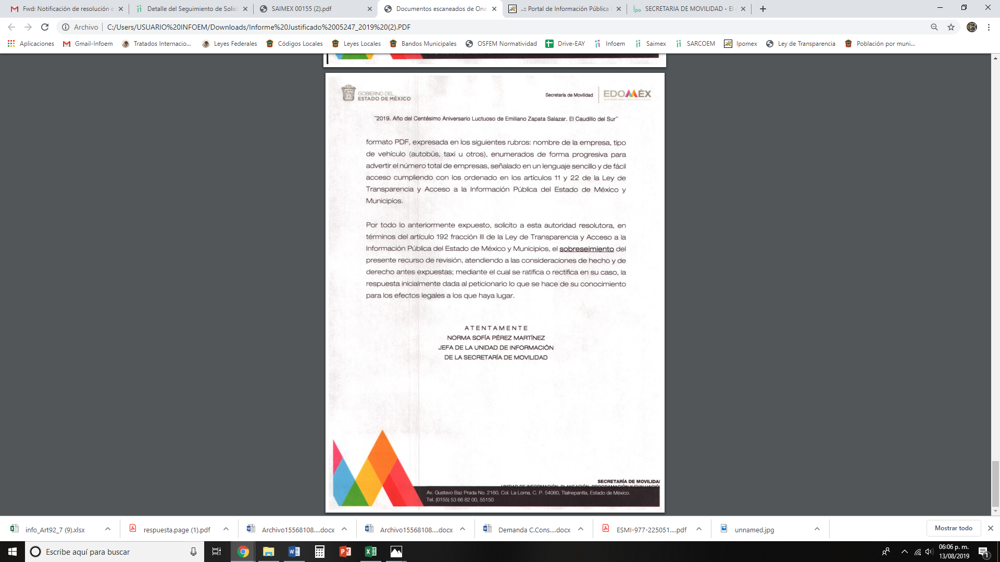 Fwd: Notificación de resolución e
Detalle del Seguimiento de Solici
SAIMEX 00155 (2).pdf
Documentos escaneados de One
..:: Portal de Información Pública
SECRETARIA DE MOVILIDAD - El
Archivo
C:/Users/USUARIO%20INFOEM/Downloads/Informe%20Justificado%2005247_2019%20(2).PDF
Aplicaciones
Gmail-Infoem
Tratados Internacio...
Leyes Federales
Códigos Locales
Leyes Locales
Bandos Municipales
OSFEM Normatividad
Drive-EAY
Infoem
Saimex
SARCOEM
Ipomex
Ley de Transparencia
Población por muni...
GOBIERNO DEL
ESTADO DE MÉXICO
Secretaría de Movilidad
EDOMÉX
"2019. Año del Centésimo Aniversario Luctuoso de Emiliano Zapata Salazar. El Caudillo del Sur"
formato PDF, expresada en los siguientes rubros: nombre de la empresa, tipo
de vehículo (autobús, taxi u otros), enumerados de forma progresiva para
advertir el número total de empresas, señalado en un lenguaje sencillo y de fácil
acceso cumpliendo con los ordenado en los artículos 11 y 22 de la Ley de
Transparencia y Acceso a la Información Pública del Estado de México y
Municipios.
Por todo lo anteriormente expuesto, solicito a esta autoridad resolutora, en
términos del artículo 192 fracción III de la Ley de Transparencia y Acceso a la
Información Pública del Estado de México y Municipios, el sobreseimiento del
presente recurso de revisión, atendiendo a las consideraciones de hecho y de
derecho antes expuestas; mediante el cual se ratifica o rectifica en su caso, la
respuesta inicialmente dada al peticionario lo que se hace de su conocimiento
para los efectos legales a los que haya lugar.
A T E N T A M E N T E
NORMA SOFÍA PÉREZ MARTÍNEZ
JEFA DE LA UNIDAD DE INFORMACIÓN
DE LA SECRETARÍA DE MOVILIDAD
SECRETARÍA DE MOVILIDA
UNIDAD DE INFORMACIÓN, PLANEACIÓN, PROGRAMACIÓN Y EVALUACIÓN
Av. Gustavo Baz Prada No. 2160, Col. La Loma, C. P. 54060, Tlalnepantla, Estado de México.
Tel. (0155) 53 66 82 00, 55150
info_Art92_7 (9).xlsx
respuesta.page (1).pdf
Archivo15568108....docx
Archivo15568108....docx
Demanda C.Cons....docx
ESMI-977-225051....pdf
unnamed.jpg
Mostrar todo
Escribe aquí para buscar
06:06 p. m.
13/08/2019
1